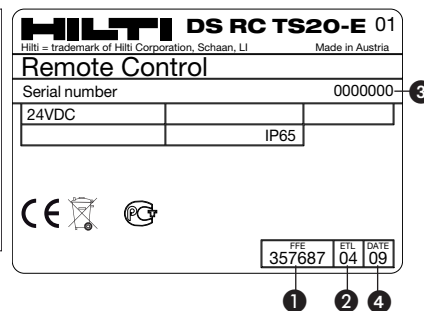 HILTI DS RC TS20-E 01
Hilti = trademark of Hilti Corporation, Schaan, LI Made in Austria
Remote Control
Serial number 0000000 3
24VDC
IP65
CE PCT
FFE ETL DATE
357687 04 09
1 2 4